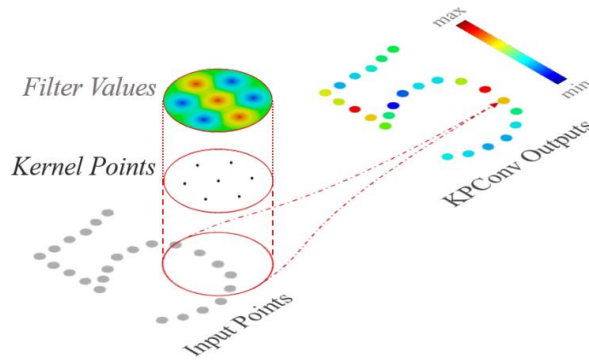 max
min
Filter Values
Kernel Points
KPConv Outputs
Input Points